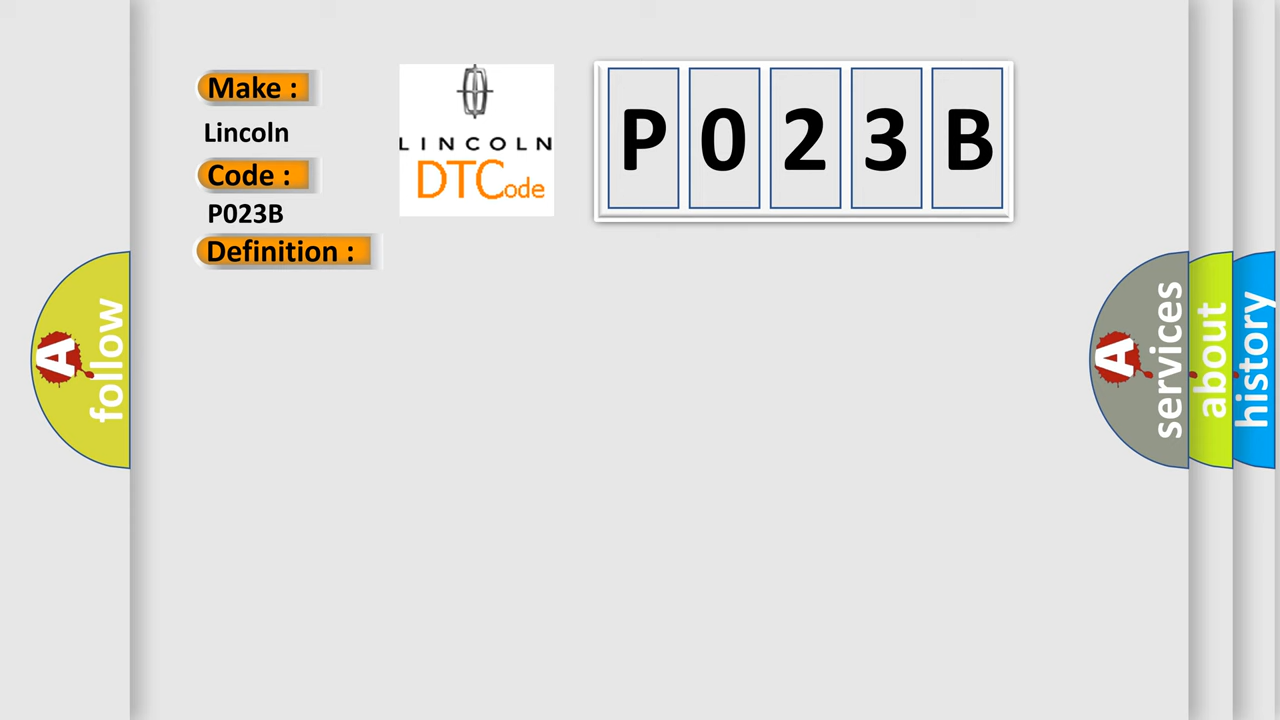 Make :
Lincoln
Code :
P023B
Definition :
LINCOLN
DTCode
P023B
A follow
A services
about
history